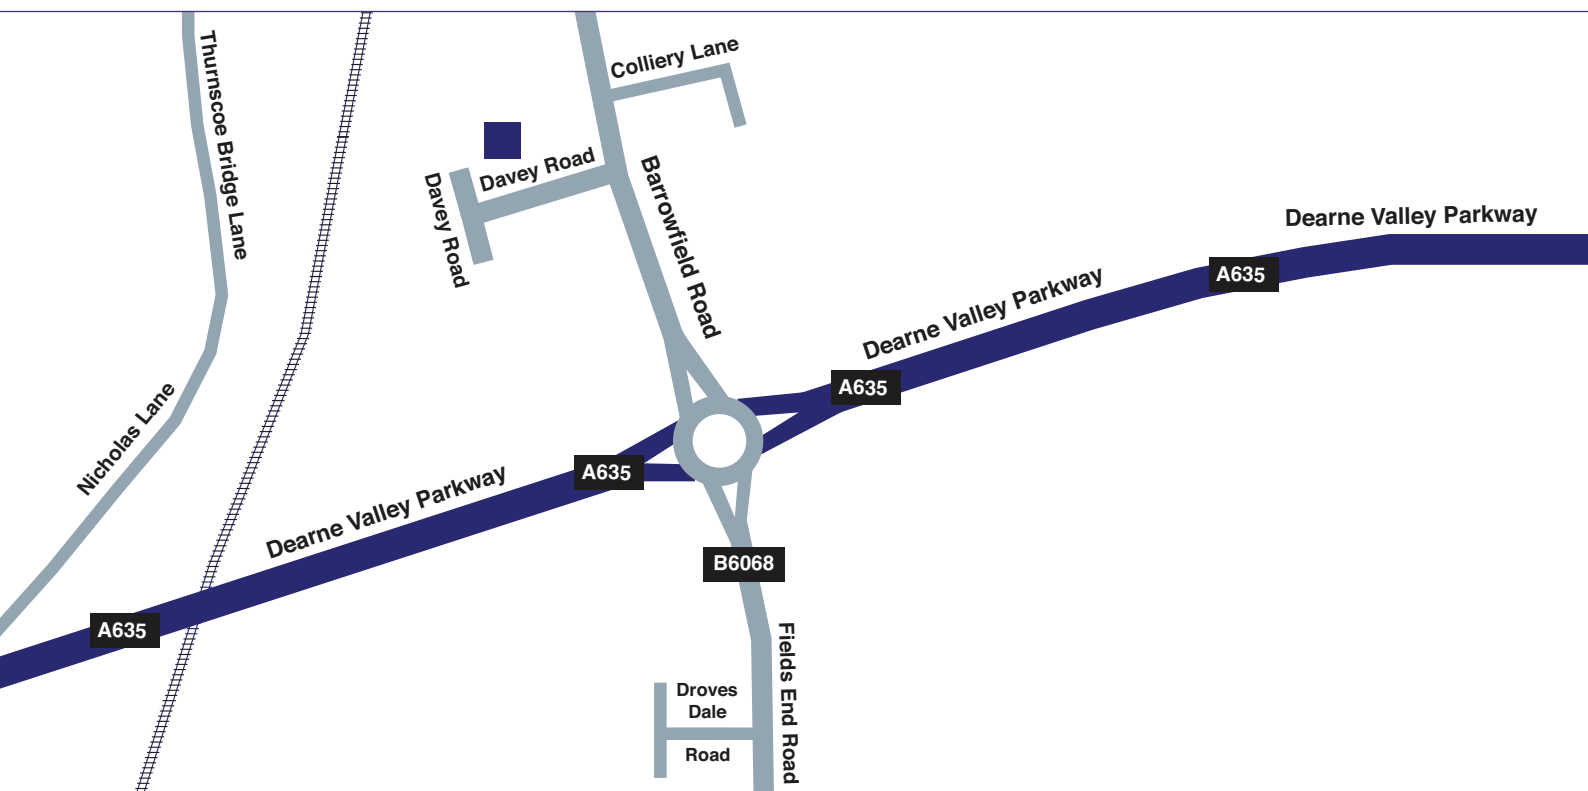 Thurnscoe Bridge Lane
Colliery Lane
Davey Road
Davey Road
Barrowfield Road
Dearne Valley Parkway
A635
Dearne Valley Parkway
A635
Nicholas Lane
Dearne Valley Parkway
A635
B6068
A635
Fields End Road
Droves
Dale
Road